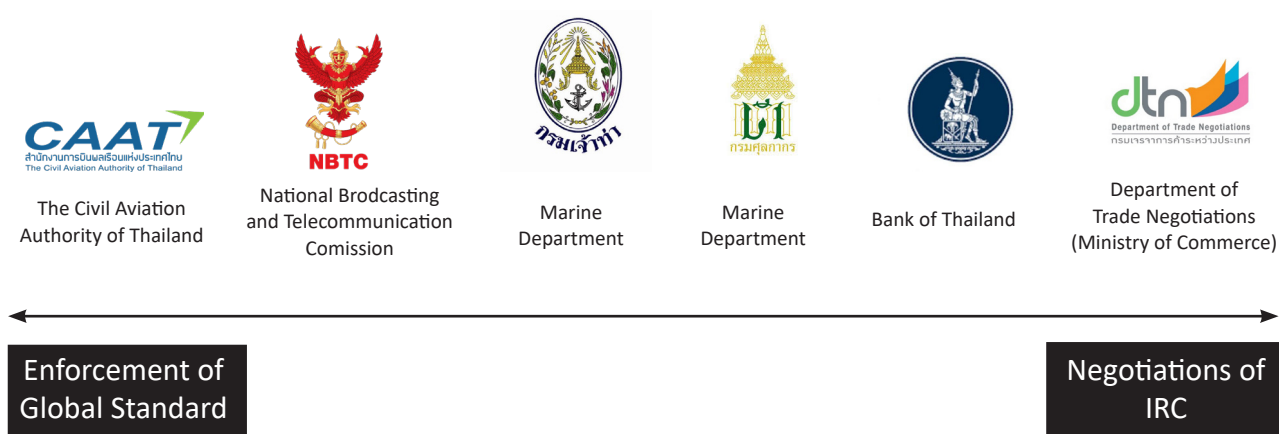 CAAT
สำนักงานการบินพลเรือนแห่งประเทศไทย
The Civil Aviation Authority of Thailand
The Civil Aviation
Authority of Thailand
NBTC
National Brodcasting
and Telecommunication
Comission
กรมเจ้าท่า
Marine
Department
กรมศุลกากร
Marine
Department
Bank of Thailand
dtn
Department of Trade Negotiations
กรมเจรจาการค้าระหว่างประเทศ
Department of
Trade Negotiations
(Ministry of Commerce)
Enforcement of
Global Standard
Negotiations of
IRC